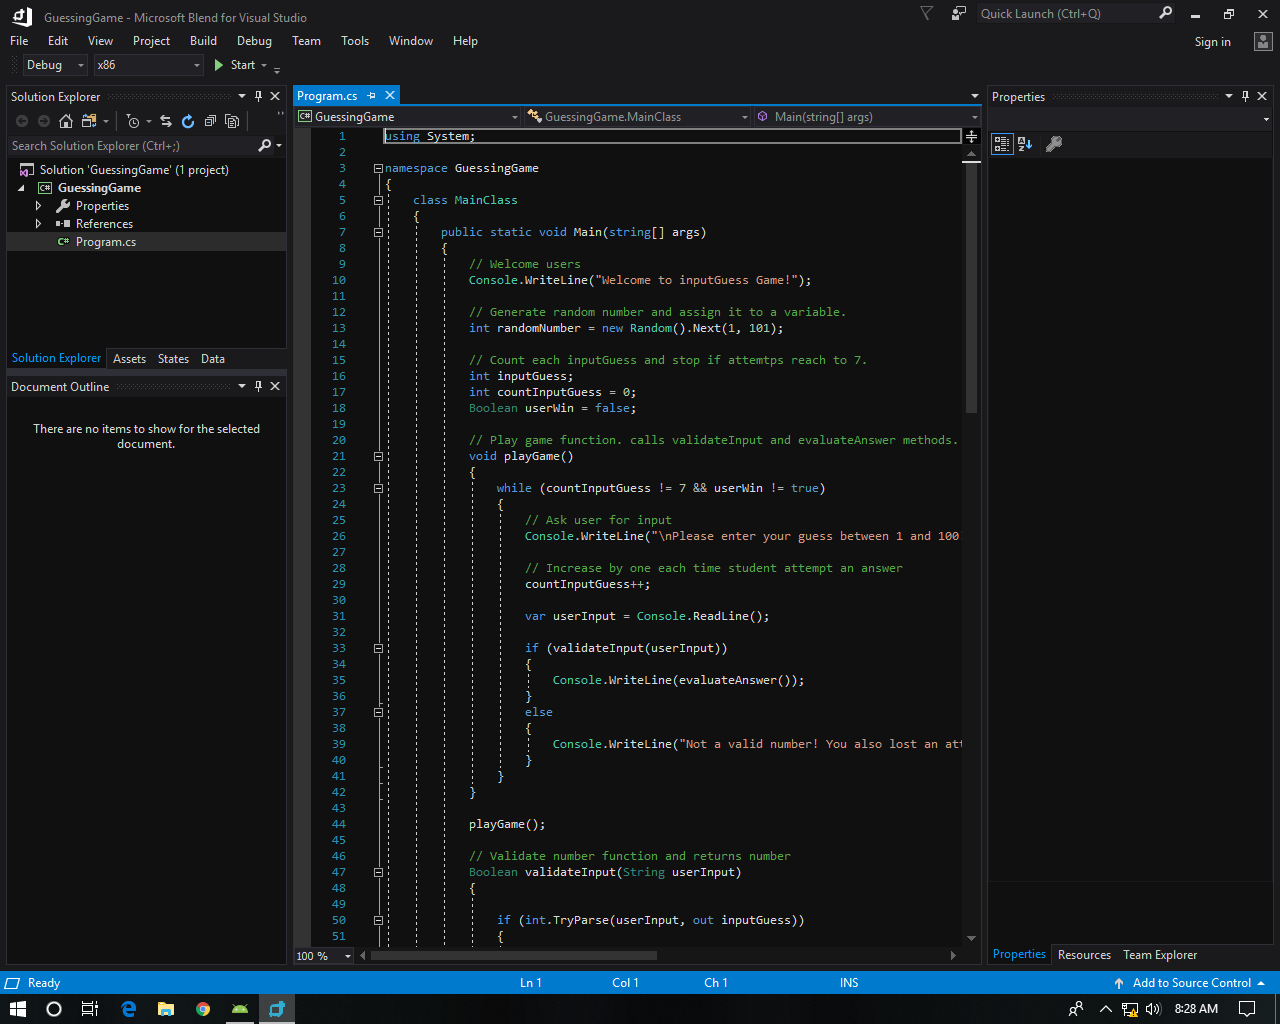 GuessingGame - Microsoft Blend for Visual Studio
Quick Launch (Ctrl+Q)
File Edit View Project Build Debug Team Tools Window Help
Sign in
Debug x86 Start
Solution Explorer
Search Solution Explorer (Ctrl+;)
Solution 'GuessingGame' (1 project)
C# GuessingGame
Properties
References
C# Program.cs
Solution Explorer Assets States Data
Document Outline
There are no items to show for the selected
document.
Program.cs
C# GuessingGame GuessingGame.MainClass Main(string[] args)
1 using System;
2
3 namespace GuessingGame
4 {
5 class MainClass
6 {
7 public static void Main(string[] args)
8 {
9 // Welcome users
10 Console.WriteLine("Welcome to inputGuess Game!");
11
12 // Generate random number and assign it to a variable.
13 int randomNumber = new Random().Next(1, 101);
14
15 // Count each inputGuess and stop if attemtps reach to 7.
16 int inputGuess;
17 int countInputGuess = 0;
18 Boolean userWin = false;
19
20 // Play game function. calls validateInput and evaluateAnswer methods.
21 void playGame()
22 {
23 while (countInputGuess != 7 && userWin != true)
24 {
25 // Ask user for input
26 Console.WriteLine("\nPlease enter your guess between 1 and 100
27
28 // Increase by one each time student attempt an answer
29 countInputGuess++;
30
31 var userInput = Console.ReadLine();
32
33 if (validateInput(userInput))
34 {
35 Console.WriteLine(evaluateAnswer());
36 }
37 else
38 {
39 Console.WriteLine("Not a valid number! You also lost an att
40 }
41 }
42 }
43
44 playGame();
45
46 // Validate number function and returns number
47 Boolean validateInput(String userInput)
48 {
49
50 if (int.TryParse(userInput, out inputGuess))
51 {
100 %
Properties
Properties Resources Team Explorer
Ready Ln 1 Col 1 Ch 1 INS Add to Source Control
8:28 AM